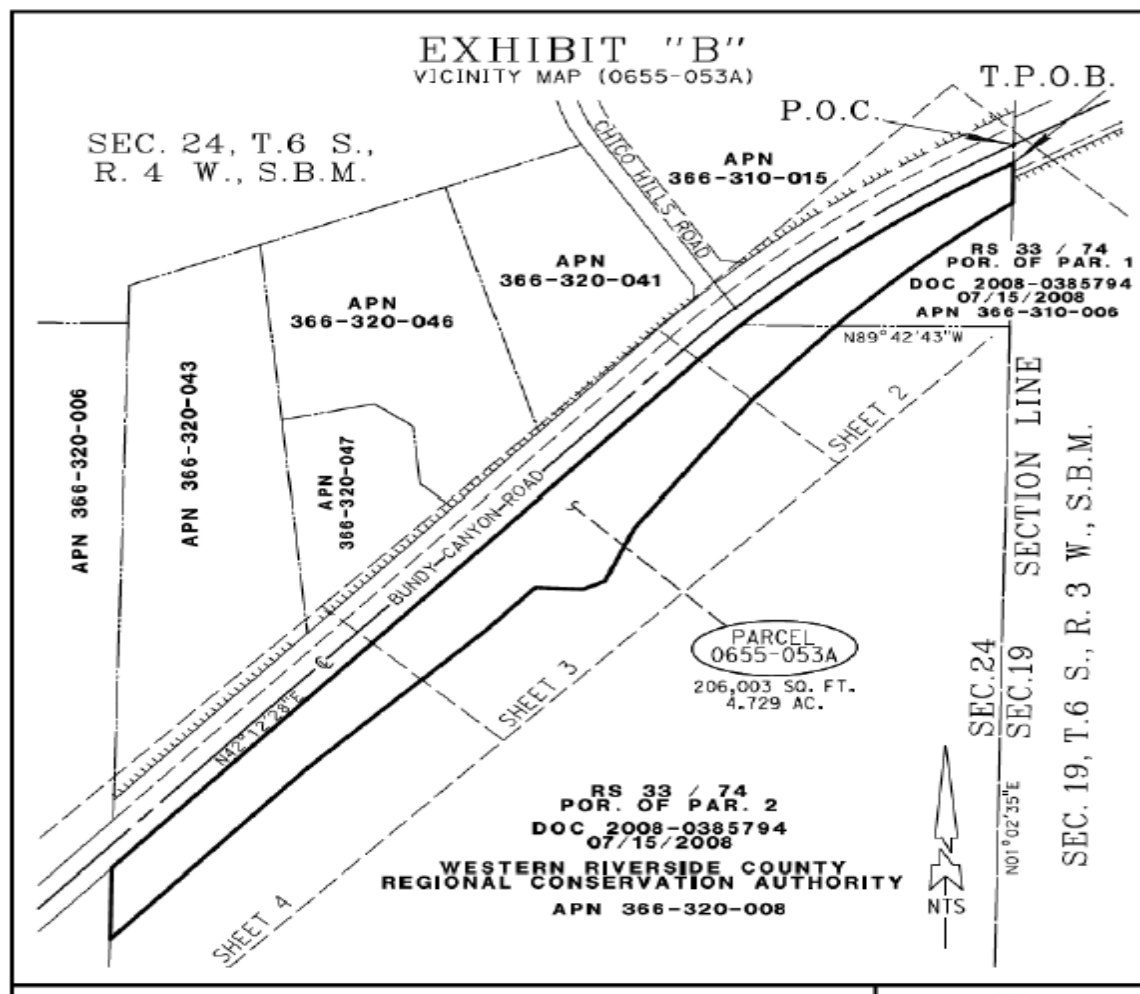 EXHIBIT "B"
VICINITY MAP (0655-053A)
T.P.O.B.
P.O.C.
SEC. 24, T.6 S.,
R. 4 W., S.B.M.
CHICO HILLS ROAD
APN
366-310-015
APN
366-320-041
APN
366-320-046
RS 33 / 74
POR. OF PAR. 1
DOC 2008-0385794
07/15/2008
APN 366-310-006
N89°42'43"W
APN 366-320-006
APN 366-320-043
APN
366-320-047
SHEET 2
SECTION LINE
BUNDY CANYON ROAD
SEC. 19, T.6 S., R. 3 W., S.B.M.
PARCEL
0655-053A
206,003 SQ. FT.
4.729 AC.
SHEET 3
SEC.24
SEC.19
N42°12'28"E
RS 33 / 74
POR. OF PAR. 2
DOC 2008-0385794
07/15/2008
WESTERN RIVERSIDE COUNTY
REGIONAL CONSERVATION AUTHORITY
APN 366-320-008
N01°02'35"E
SHEET 4
N
NTS